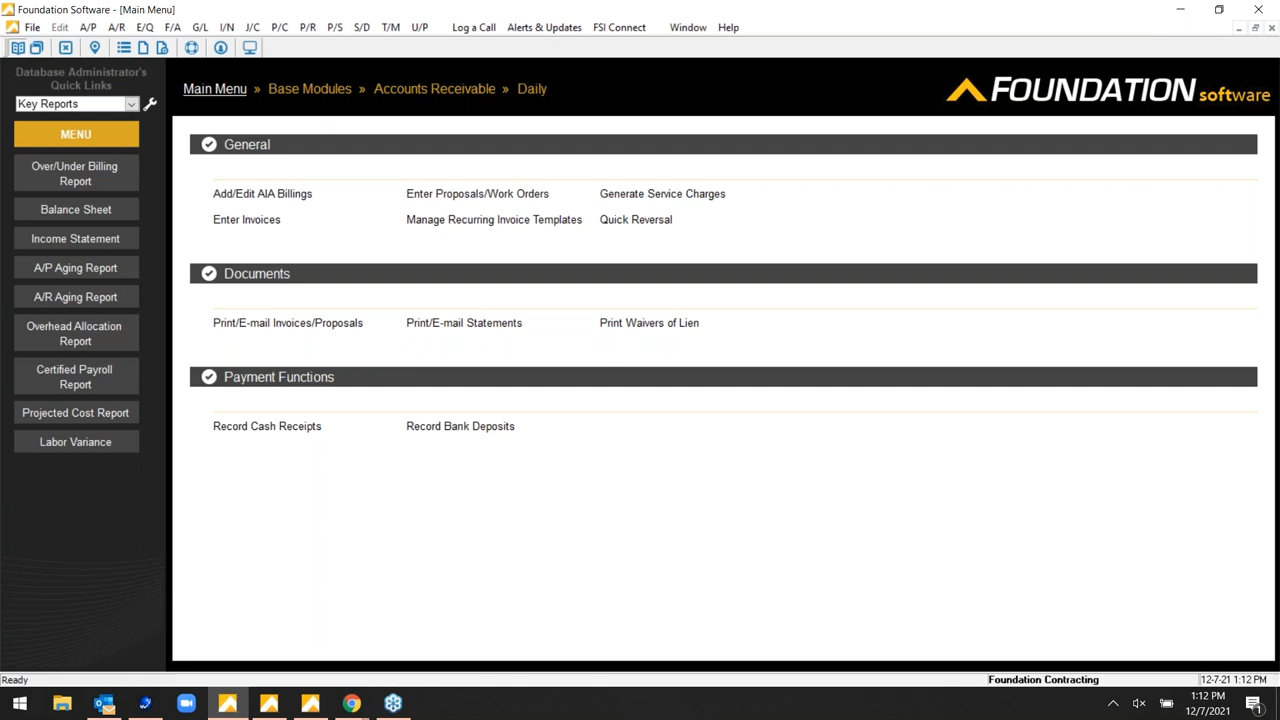 Foundation Software - [Main Menu]
File Edit A/P A/R E/Q F/A G/L I/N J/C P/C P/R P/S S/D T/M U/P Log a Call Alerts & Updates FSI Connect Window Help
Database Administrator's
Quick Links
Key Reports
MENU
Over/Under Billing
Report
Balance Sheet
Income Statement
A/P Aging Report
A/R Aging Report
Overhead Allocation
Report
Certified Payroll
Report
Projected Cost Report
Labor Variance
Main Menu » Base Modules » Accounts Receivable » Daily
FOUNDATION software
General
Add/Edit AIA Billings Enter Proposals/Work Orders Generate Service Charges
Enter Invoices Manage Recurring Invoice Templates Quick Reversal
Documents
Print/E-mail Invoices/Proposals Print/E-mail Statements Print Waivers of Lien
Payment Functions
Record Cash Receipts Record Bank Deposits
Ready Foundation Contracting 12-7-21 1:12 PM
1:12 PM
12/7/2021
1